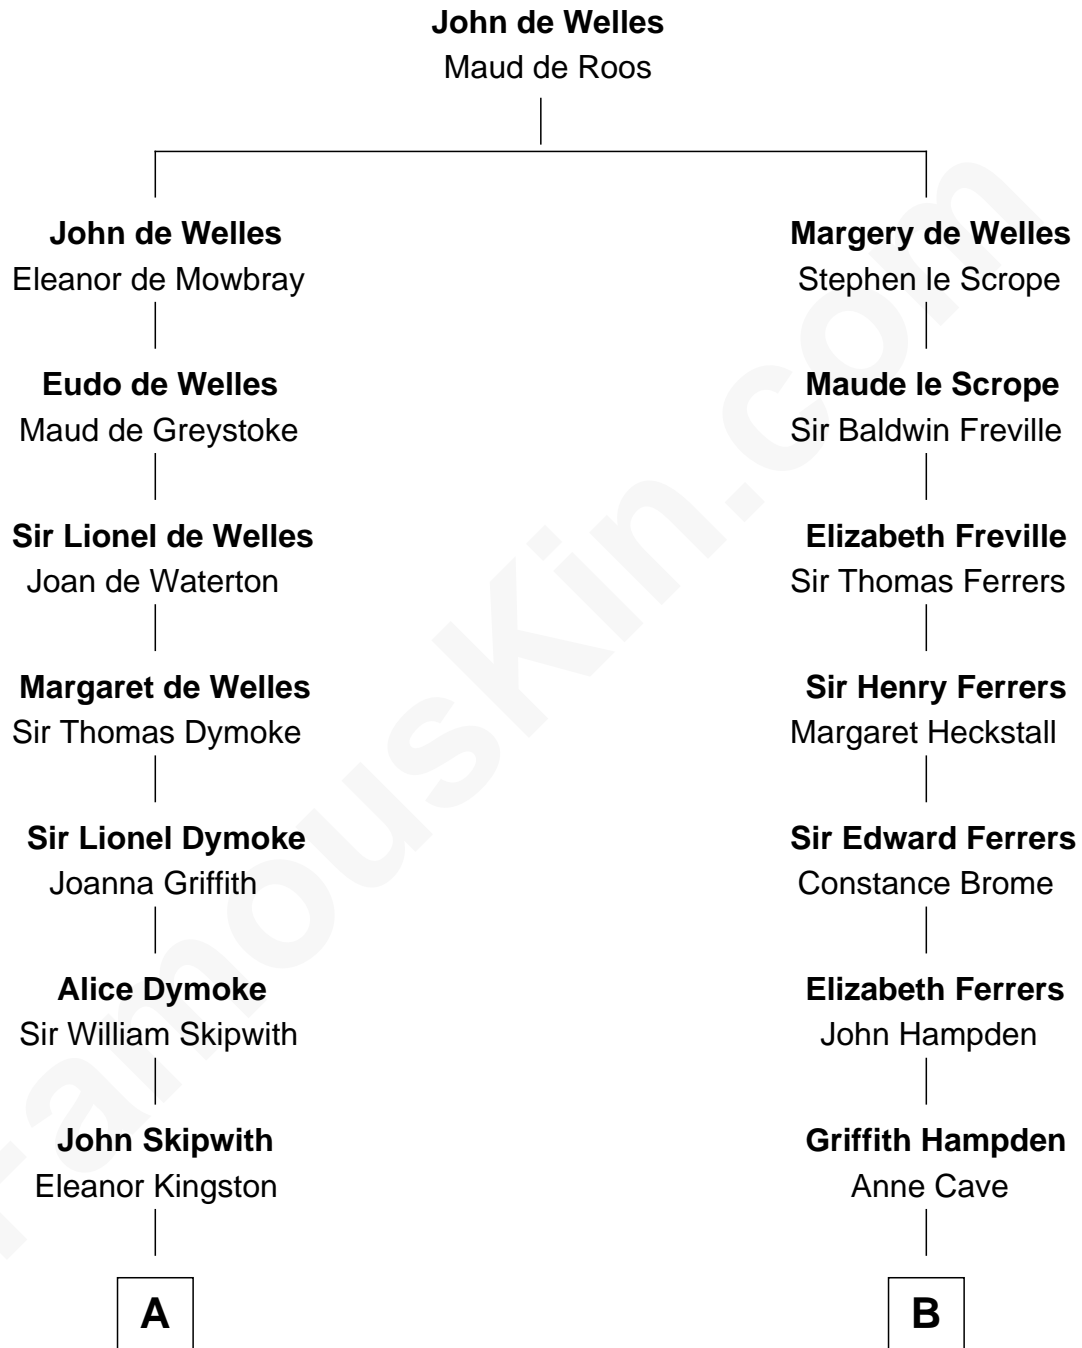 John de Welles
Maud de Roos
John de Welles
Eleanor de Mowbray
Margery de Welles
Stephen le Scrope
Eudo de Welles
Maud de Greystoke
Maude le Scrope
Sir Baldwin Freville
Sir Lionel de Welles
Joan de Waterton
Elizabeth Freville
Sir Thomas Ferrers
Margaret de Welles
Sir Thomas Dymoke
Sir Henry Ferrers
Margaret Heckstall
Sir Lionel Dymoke
Joanna Griffith
Sir Edward Ferrers
Constance Brome
Alice Dymoke
Sir William Skipwith
Elizabeth Ferrers
John Hampden
John Skipwith
Eleanor Kingston
Griffith Hampden
Anne Cave
A
B
FamousKin.com